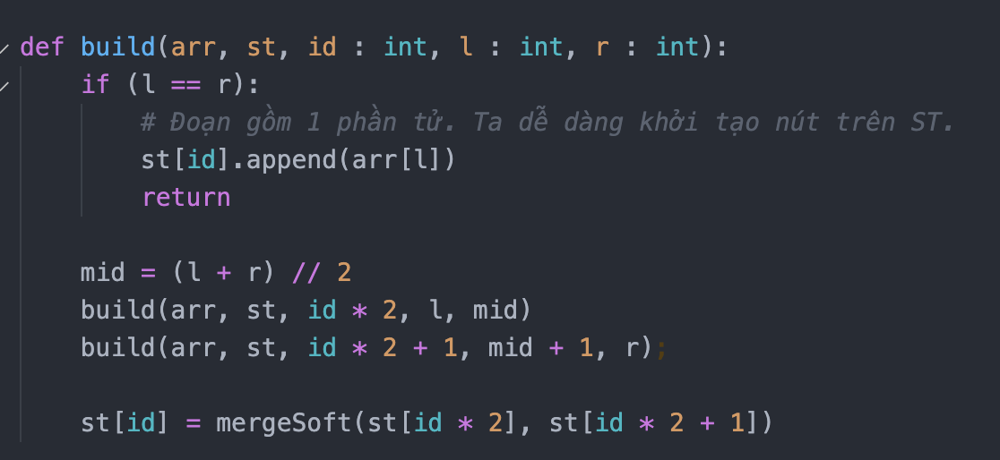 def build(arr, st, id : int, l : int, r : int):
    if (l == r):
        # Đoạn gồm 1 phần tử. Ta dễ dàng khởi tạo nút trên ST.
        st[id].append(arr[l])
        return
    mid = (l + r) // 2
    build(arr, st, id * 2, l, mid)
    build(arr, st, id * 2 + 1, mid + 1, r);
    st[id] = mergeSoft(st[id * 2], st[id * 2 + 1])